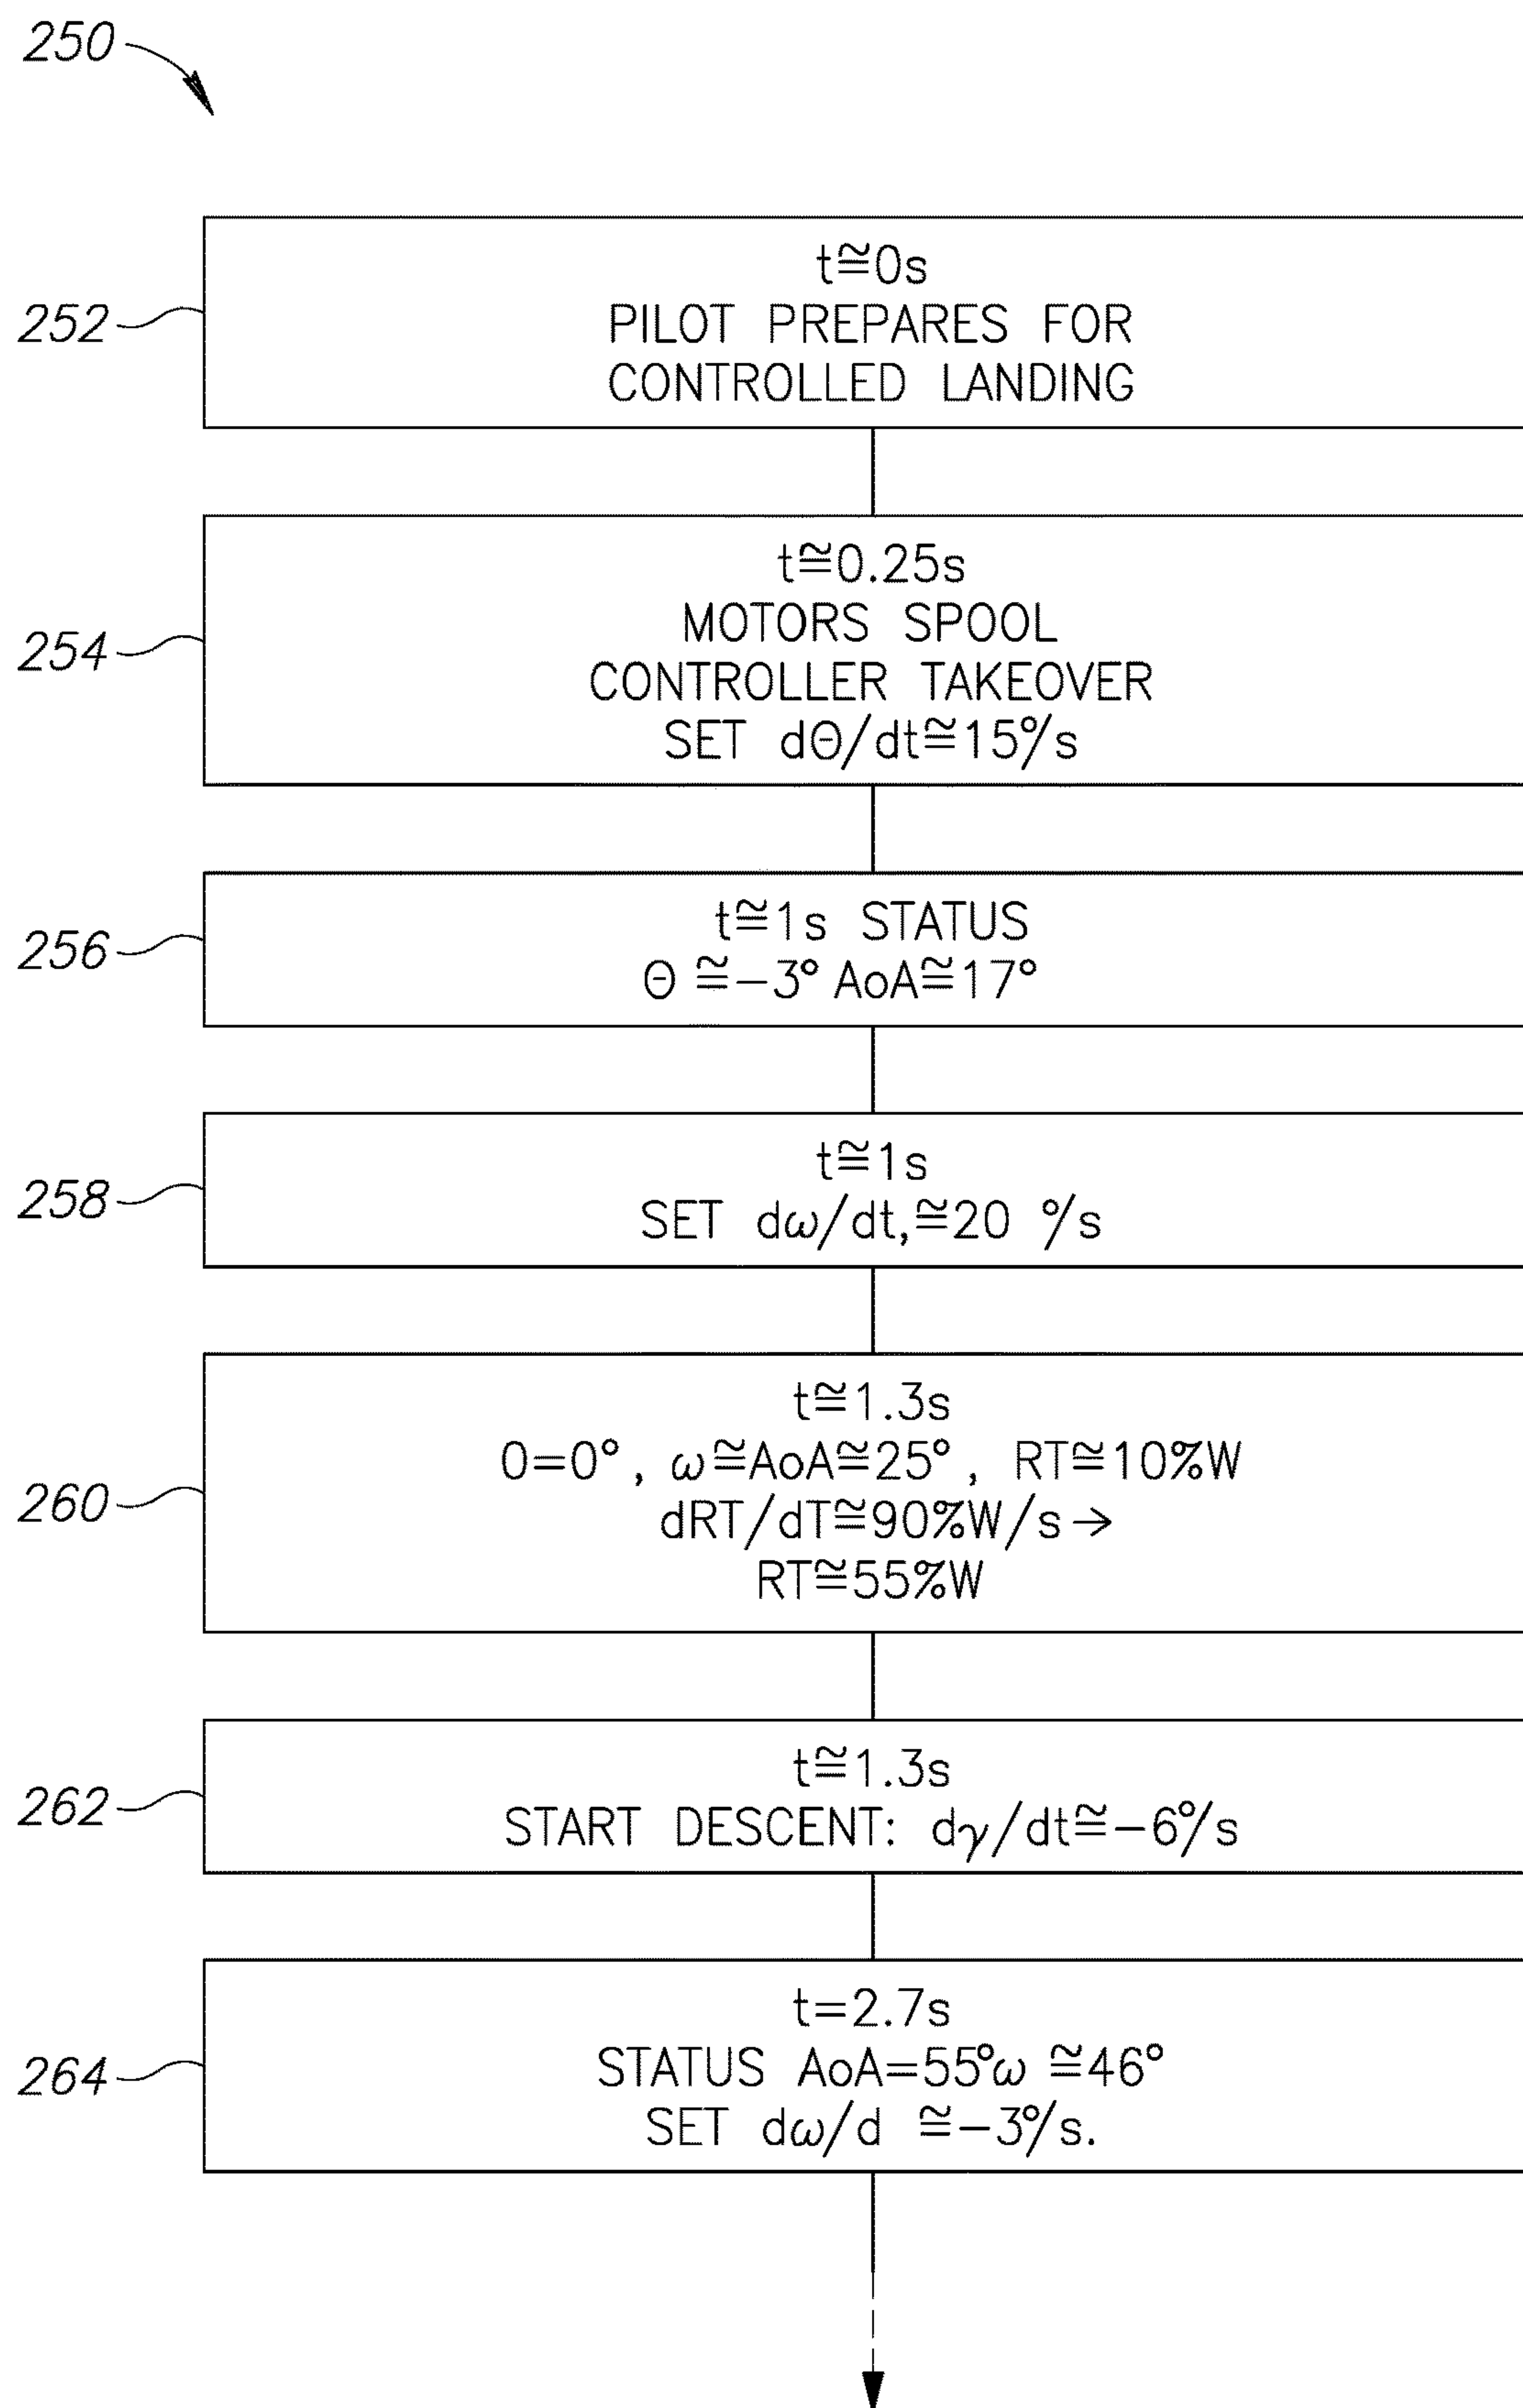 250
252
t≅0s
PILOT PREPARES FOR
CONTROLLED LANDING
254
t≅0.25s
MOTORS SPOOL
CONTROLLER TAKEOVER
SET dΘ/dt≅15°/s
256
t≅1s STATUS
Θ ≅-3° AoA≅17°
258
t≅1s
SET dω/dt,≅20 °/s
260
t≅1.3s
0=0°, ω≅AoA≅25°, RT≅10%W
dRT/dT≅90%W/s→
RT≅55%W
262
t≅1.3s
START DESCENT: dγ/dt≅-6°/s
264
t=2.7s
STATUS AoA=55°ω ≅46°
SET dω/d ≅-3°/s.